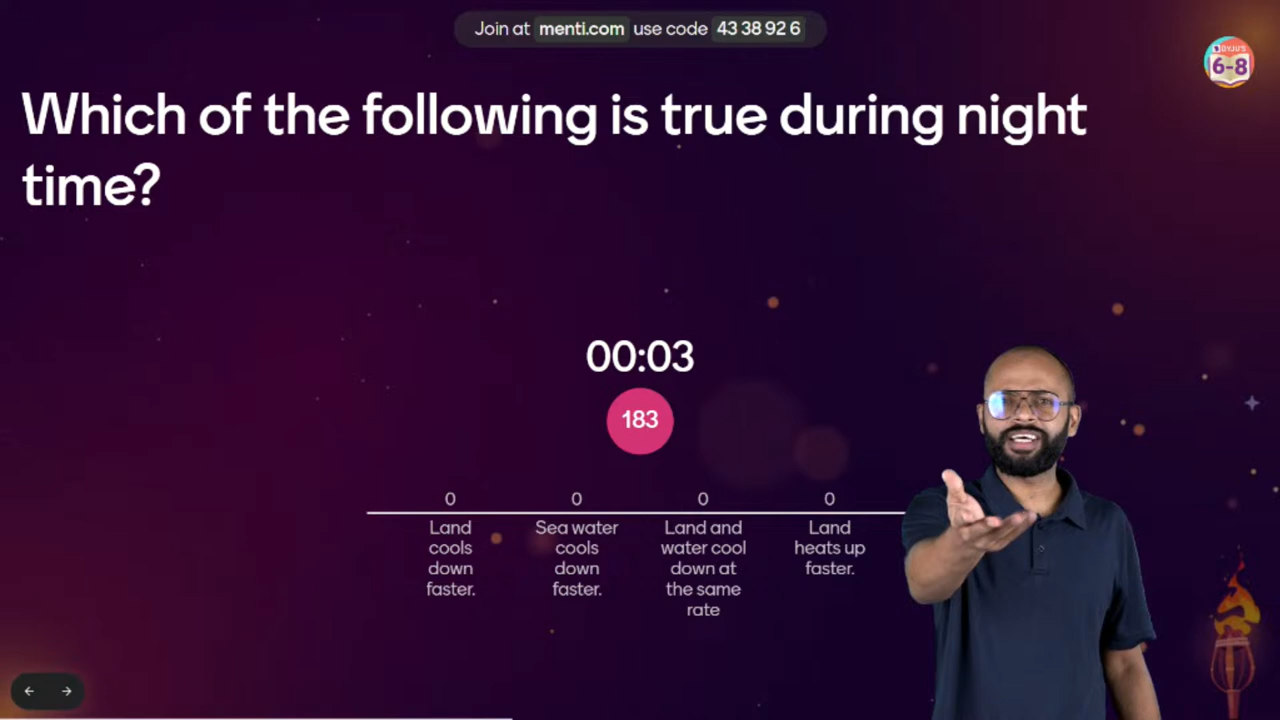 Join at menti.com use code 43 38 92 6
BYJU'S
6-8
Which of the following is true during night
time?
00:03
183
0
0
0
0
Land
cools
down
faster.
Sea water
cools
down
faster.
Land and
water cool
down at
the same
rate
Land
heats up
faster.